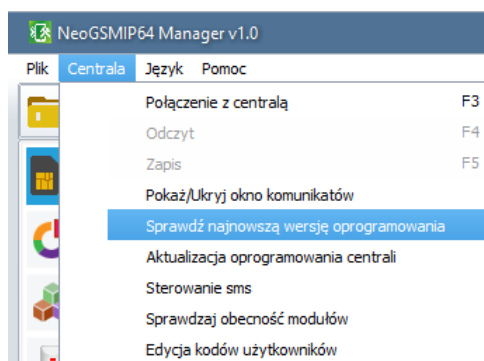 NeoGSMIP64 Manager v1.0
Plik Centrala Język Pomoc
Połączenie z centralą F3
Odczyt F4
Zapis F5
Pokaż/Ukryj okno komunikatów
Sprawdź najnowszą wersję oprogramowania
Aktualizacja oprogramowania centrali
Sterowanie sms
Sprawdzaj obecność modułów
Edycja kodów użytkowników